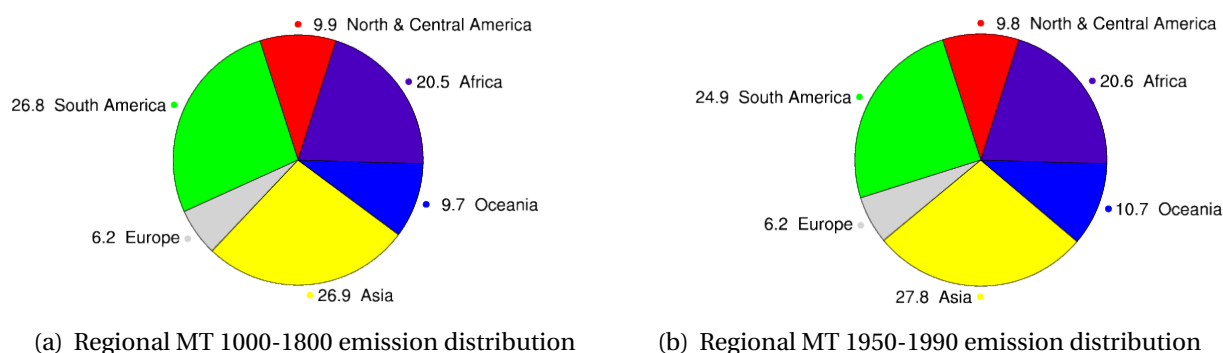 9.9 North & Central America
20.5 Africa
26.8 South America
9.7 Oceania
6.2 Europe
26.9 Asia
(a) Regional MT 1000-1800 emission distribution
9.8 North & Central America
20.6 Africa
24.9 South America
10.7 Oceania
6.2 Europe
27.8 Asia
(b) Regional MT 1950-1990 emission distribution